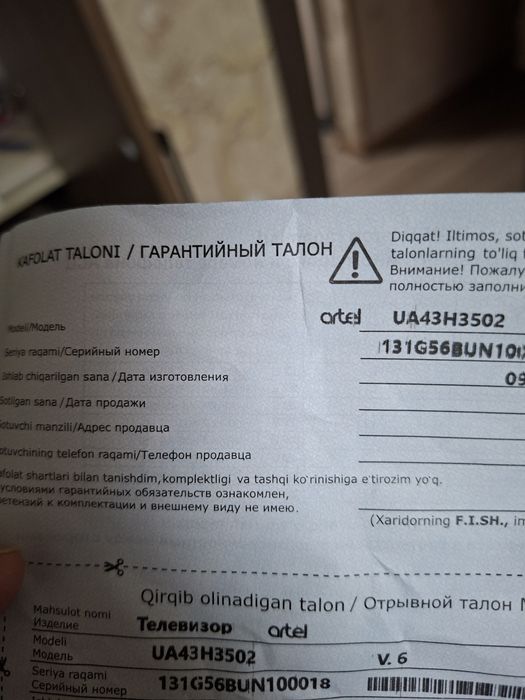 KAFOLAT TALONI / ГАРАНТИЙНЫЙ ТАЛОН
Diqqat! Iltimos,
talonlarning to'liq
Внимание!
полностью
Modeli/Модель artel UA43H3502
Seriya raqami/Серийный номер 131G56BUN10
Ishlab chiqarilgan sana/Дата изготовления 09
Sotilgan sana/Дата продажи
Sotuvchi manzili/Адрес продавца
Sotuvchining telefon raqami/Телефон продавца
Kafolat shartlari bilan tanishdim,komplektligi va tashqi ko'rinishiga e'tirozim yo'q.
условиями гарантийных обязательств ознакомлен,
претензий к комплектации и внешнему виду не имею.
(Xaridorning F.I.SH.,
Qirqib olinadigan talon / Отрывной талон
Mahsulot nomi
Изделие Телевизор artel
Modeli
Модель UA43H3502 V. 6
Seriya raqami
Серийный номер 131G56BUN100018